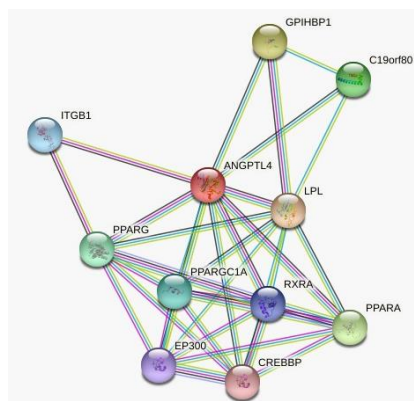 GPIHBP1
C19orf80
ITGB1
ANGPTL4
LPL
PPARG
PPARGC1A
RXRA
PPARA
EP300
CREBBP